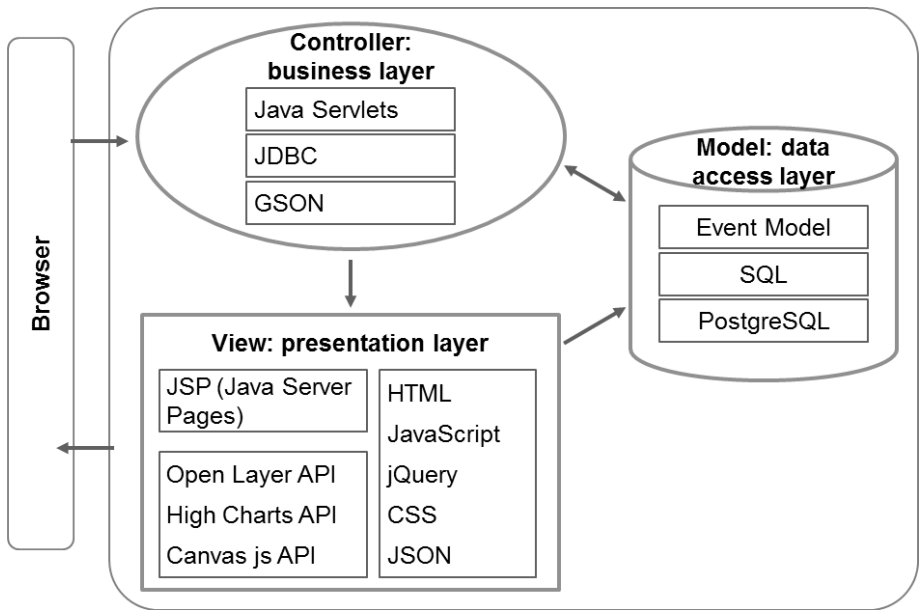 Browser
Controller:
business layer
Java Servlets
JDBC
GSON
Model: data
access layer
Event Model
SQL
PostgreSQL
View: presentation layer
JSP (Java Server
Pages)
Open Layer API
High Charts API
Canvas js API
HTML
JavaScript
jQuery
CSS
JSON